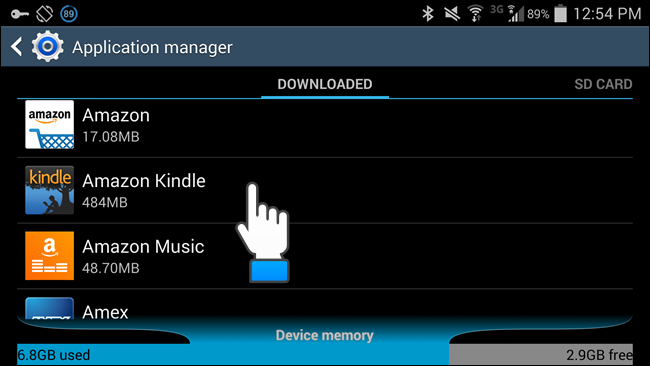 89 3G 89% 12:54 PM
Application manager
DOWNLOADED SD CARD
amazon Amazon
17.08MB
kindle Amazon Kindle
484MB
a Amazon Music
48.70MB
Amex
Device memory
6.8GB used 2.9GB free